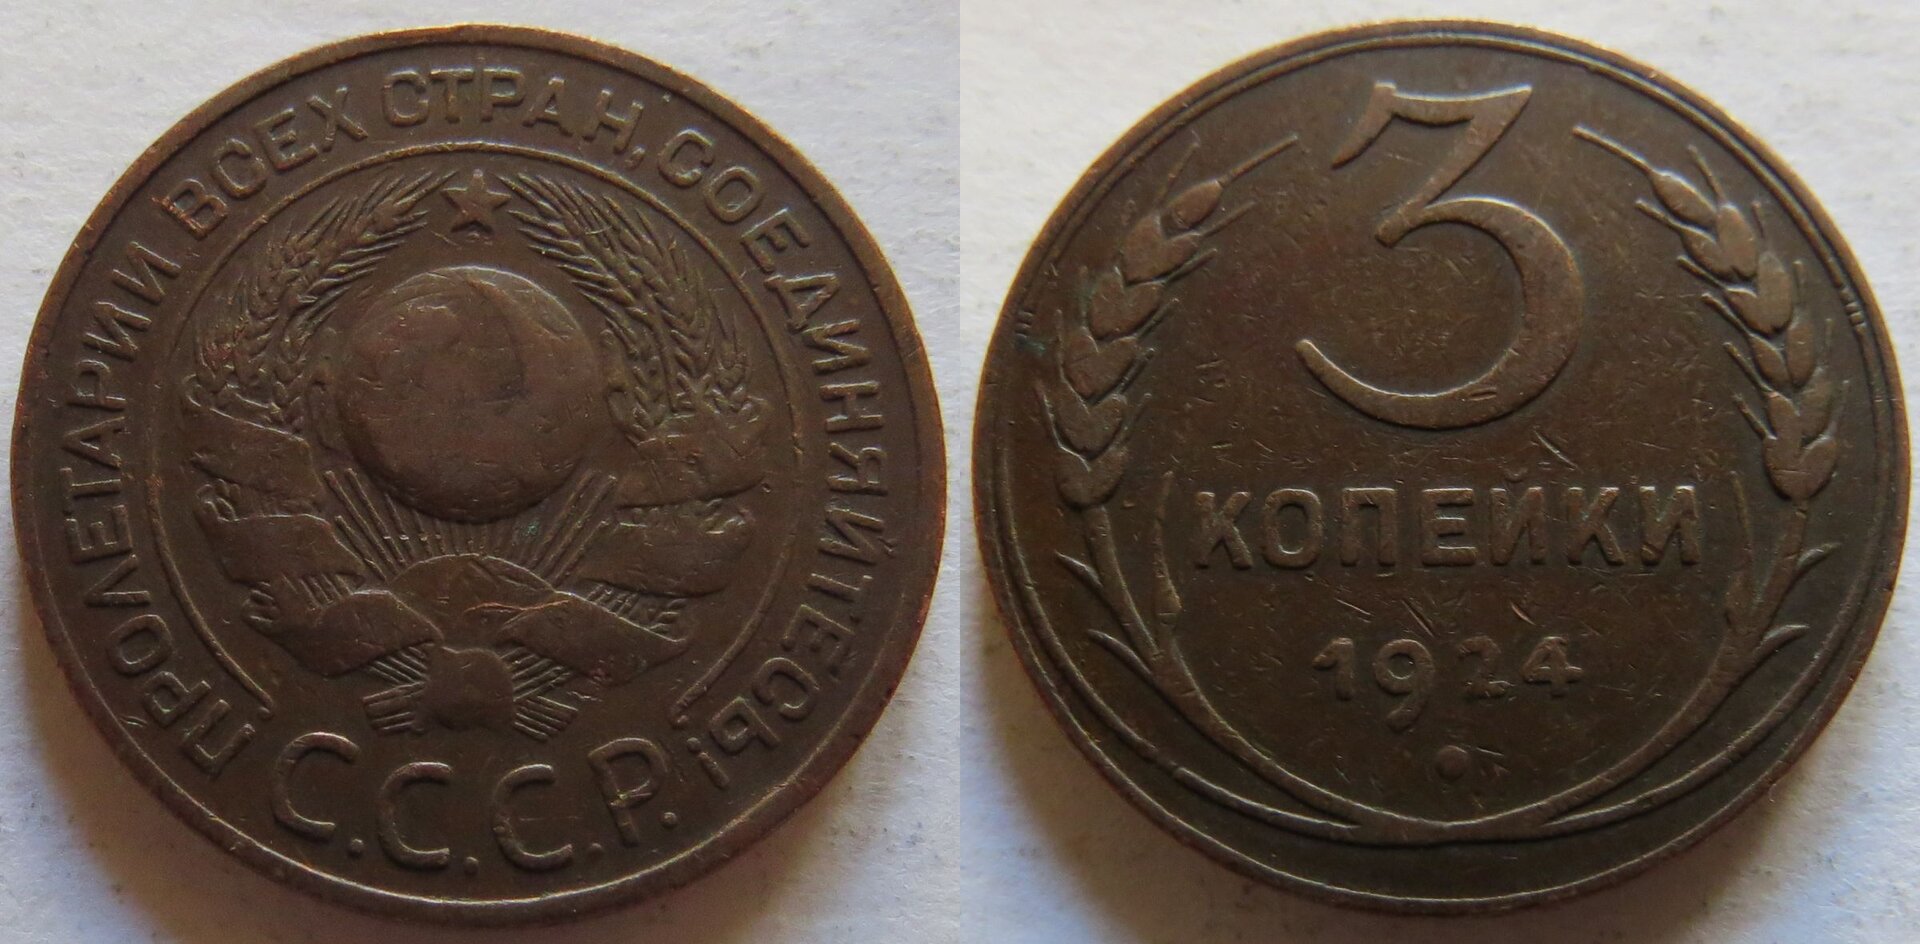 ПРОЛЕТАРИИ ВСЕХ СТРАН, СОЕДИНЯЙТЕСЬ!
С.С.С.Р.
3
КОПЕЙКИ
1924